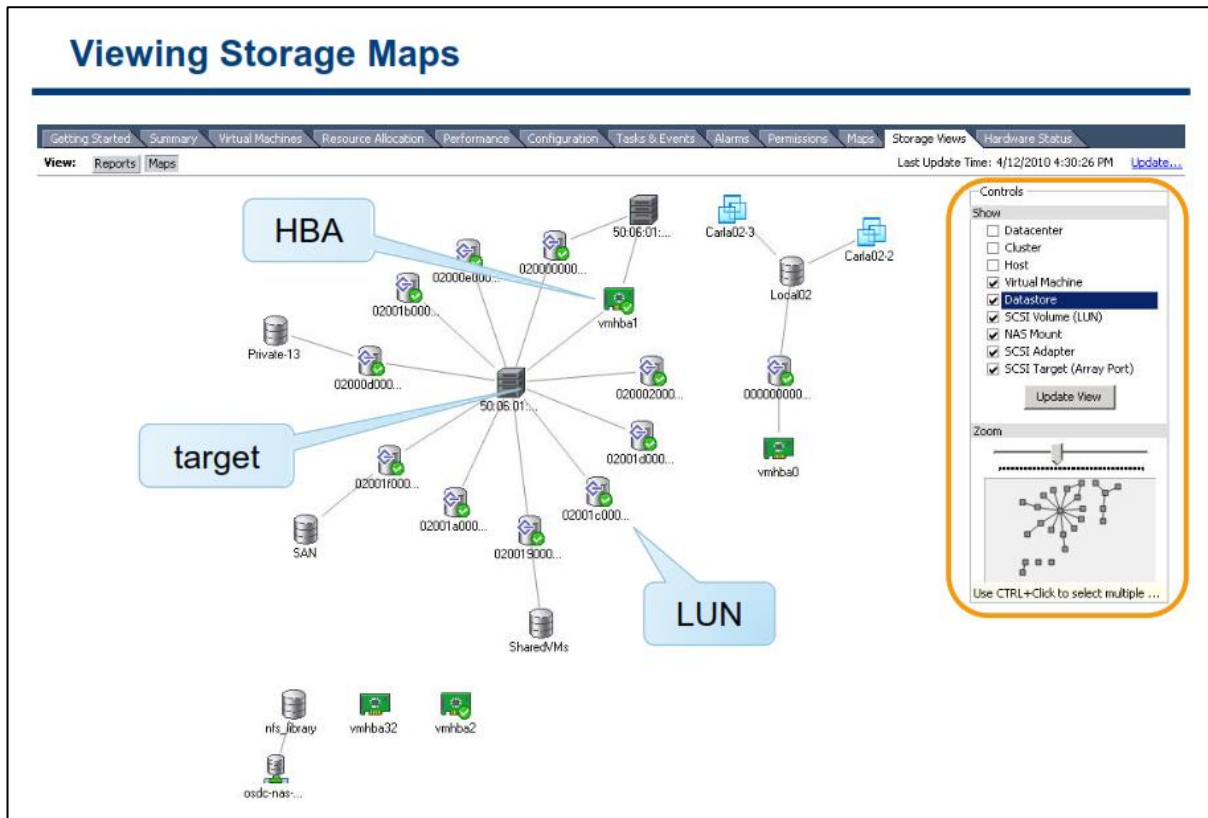 Viewing Storage Maps
Getting Started Summary Virtual Machines Resource Allocation Performance Configuration Tasks & Events Alarms Permissions Maps Storage Views Hardware Status
View: Reports Maps Last Update Time: 4/12/2010 4:30:26 PM Update...
Controls
Show
Datacenter
Cluster
Host
Virtual Machine
Datastore
SCSI Volume (LUN)
NAS Mount
SCSI Adapter
SCSI Target (Array Port)
Update View
Zoom
Use CTRL+Click to select multiple ...
HBA
50:06:01:...
Carla02-3
Carla02-2
020000000...
02000e000...
Local02
02001b000...
vmhba1
Private-13
02000d000...
020002000...
000000000...
50:06:01:...
target
02001d000...
vmhba0
02001f000...
02001a000...
02001c000...
SAN
020019000...
LUN
SharedVMs
nfs_library
vmhba32
vmhba2
osdc-nas-...